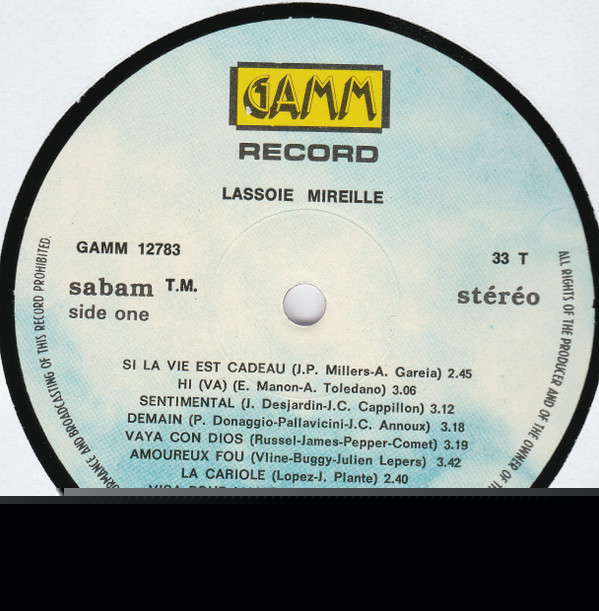 GAMM
RECORD
LASSOIE MIREILLE
GAMM 12783
33 T
sabam T.M.
stéréo
side one
SI LA VIE EST CADEAU (J.P. Millers-A. Gareia) 2.45
HI (VA) (E. Manon-A. Toledano) 3.06
SENTIMENTAL (J. Desjardin-J.C. Cappillon) 3.12
DEMAIN (P. Donaggio-Pallavicini-J.C. Annoux) 3.18
VAYA CON DIOS (Russel-James-Pepper-Comet) 3.19
AMOUREUX FOU (Vline-Buggy-Julien Lepers) 3.42
LA CARIOLE (Lopez-J. Plante) 2.40
AND BROADCASTING OF THIS RECORD PROHIBITED.
ALL RIGHTS OF THE PRODUCER AND OF THE OWNER OF